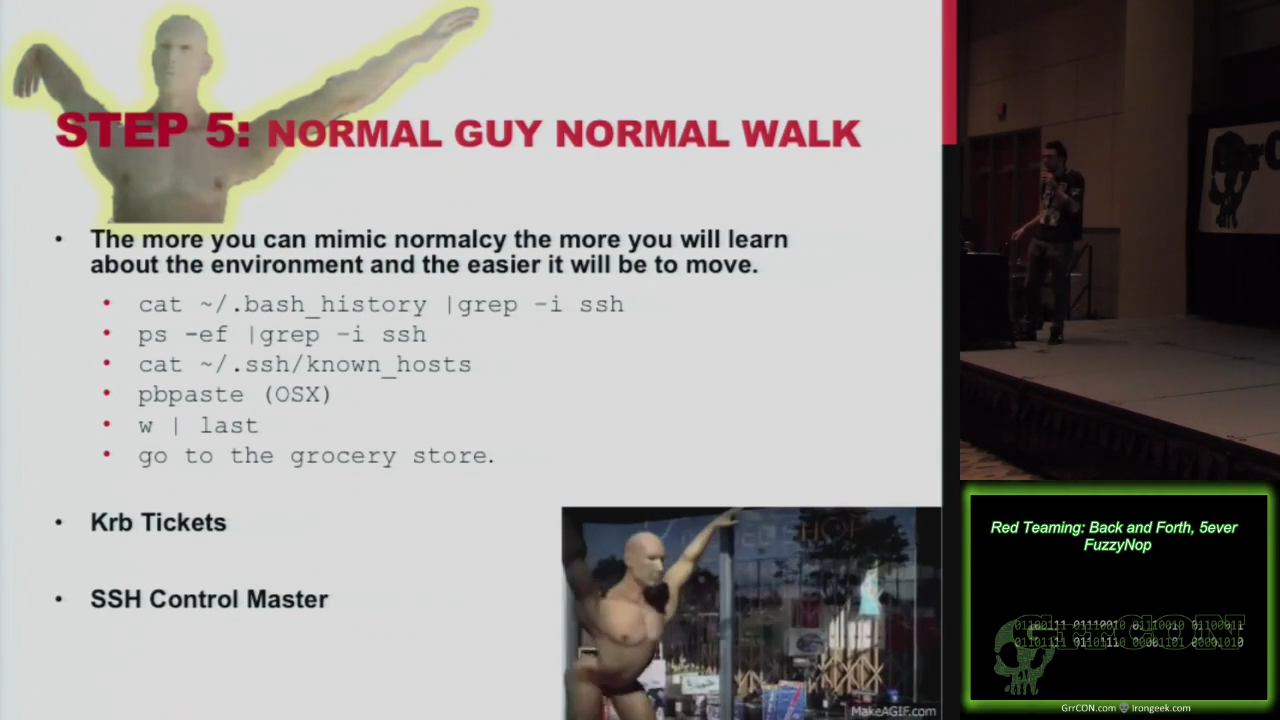 STEP 5: NORMAL GUY NORMAL WALK
• The more you can mimic normalcy the more you will learn
about the environment and the easier it will be to move.
• cat ~/.bash_history |grep -i ssh
• ps -ef |grep -i ssh
• cat ~/.ssh/known_hosts
• pbpaste (OSX)
• w | last
• go to the grocery store.
• Krb Tickets
• SSH Control Master
SHOP
MakeAGIF.com
Red Teaming: Back and Forth, 5ever
FuzzyNop
GrrCON
GrrCON.com Irongeek.com